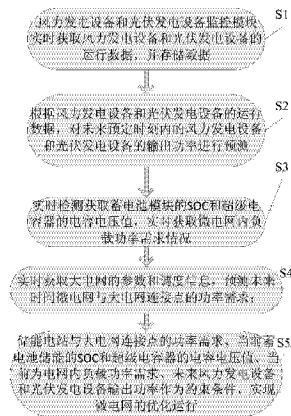 S1
风力发电设备和光伏发电设备监控模块
实时获取风力发电设备和光伏发电设备的
运行数据，并存储数据
S2
根据风力发电设备和光伏发电设备的运行
数据，对未来预定时刻内的风力发电设备
和光伏发电设备的输出功率进行预测
S3
实时检测获取蓄电池模块的SOC和超级电
容器的电容电压值，实时获取微电网内负
载功率需求情况
S4
实时获取大电网的参数和调度信息，预测未来
时间微电网与大电网连接点的功率需求；
S5
储能电站与大电网连接点的功率需求、当前蓄
电池储能的SOC和超级电容器的电容电压值、当
前为电网内负载功率需求、未来风力发电设备
和光伏发电设备输出功率作为约束条件，实现
微电网的优化运行